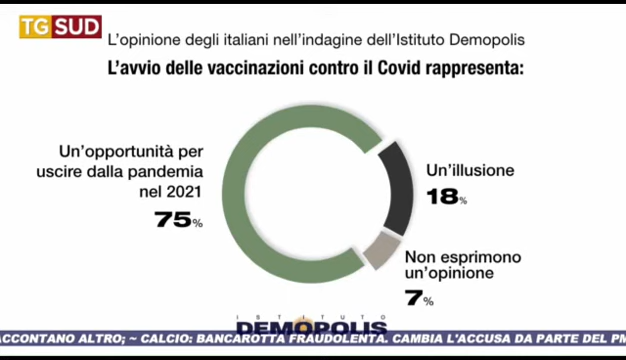 TG SUD
L'opinione degli italiani nell'indagine dell'Istituto Demopolis
L'avvio delle vaccinazioni contro il Covid rappresenta:
Un'opportunità per
uscire dalla pandemia
nel 2021
75%
Un'illusione
18%
Non esprimono
un'opinione
7%
ISTITUTO
DEMOPOLIS
ACCONTANO ALTRO; ~ CALCIO: BANCAROTTA FRAUDOLENTA. CAMBIA L'ACCUSA DA PARTE DEL PM